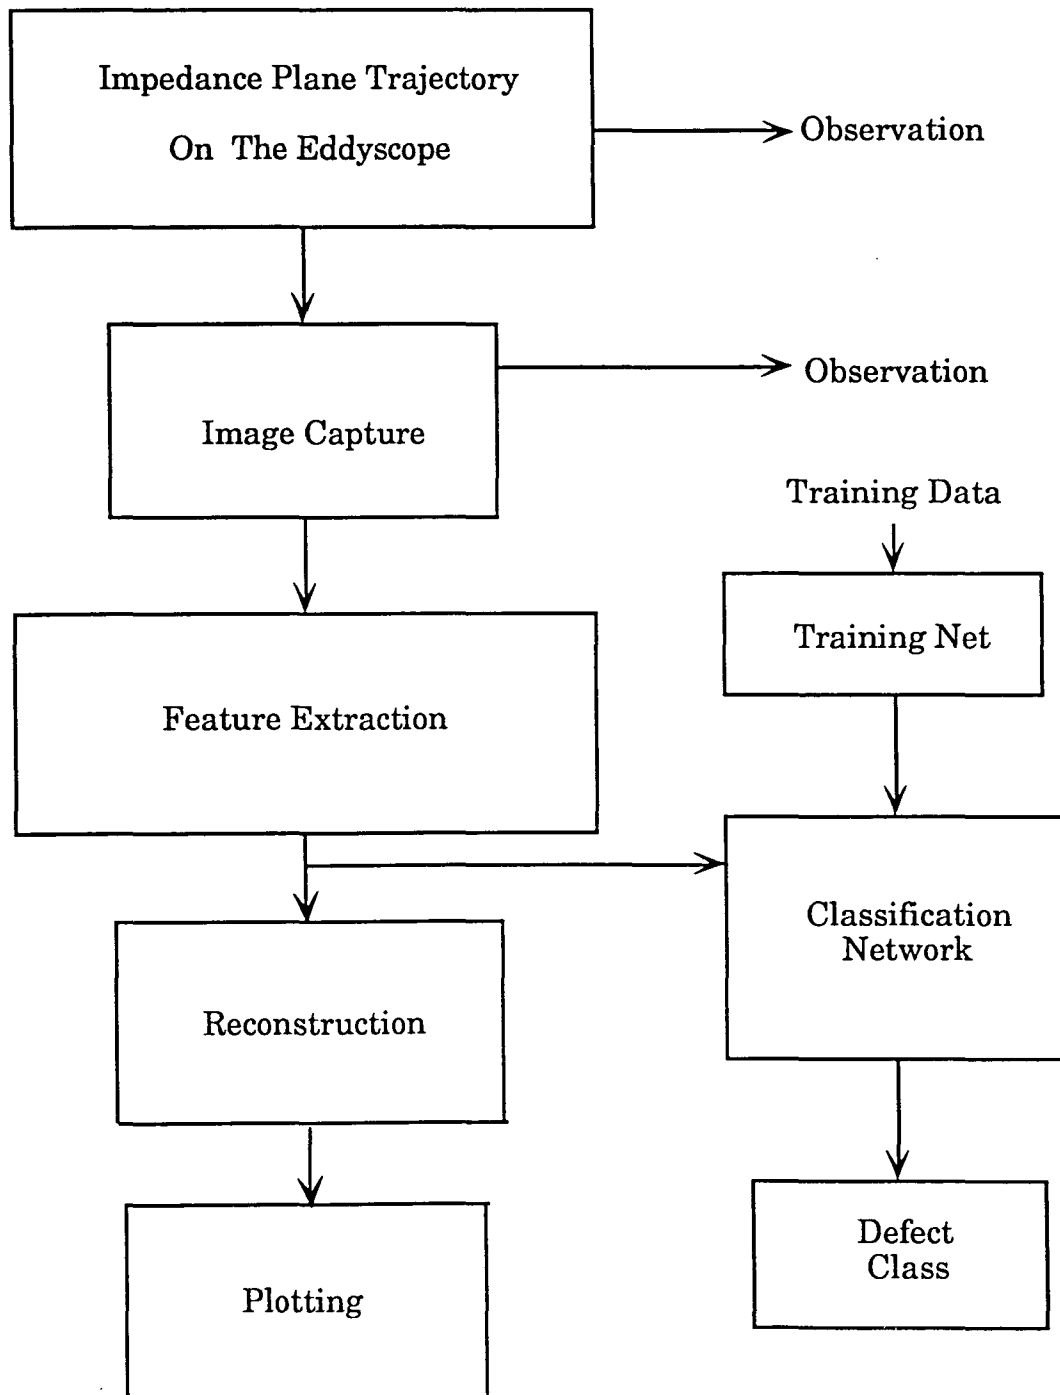 Impedance Plane Trajectory
On The Eddyscope
Observation
Image Capture
Observation
Training Data
Training Net
Feature Extraction
Classification
Network
Reconstruction
Defect
Class
Plotting